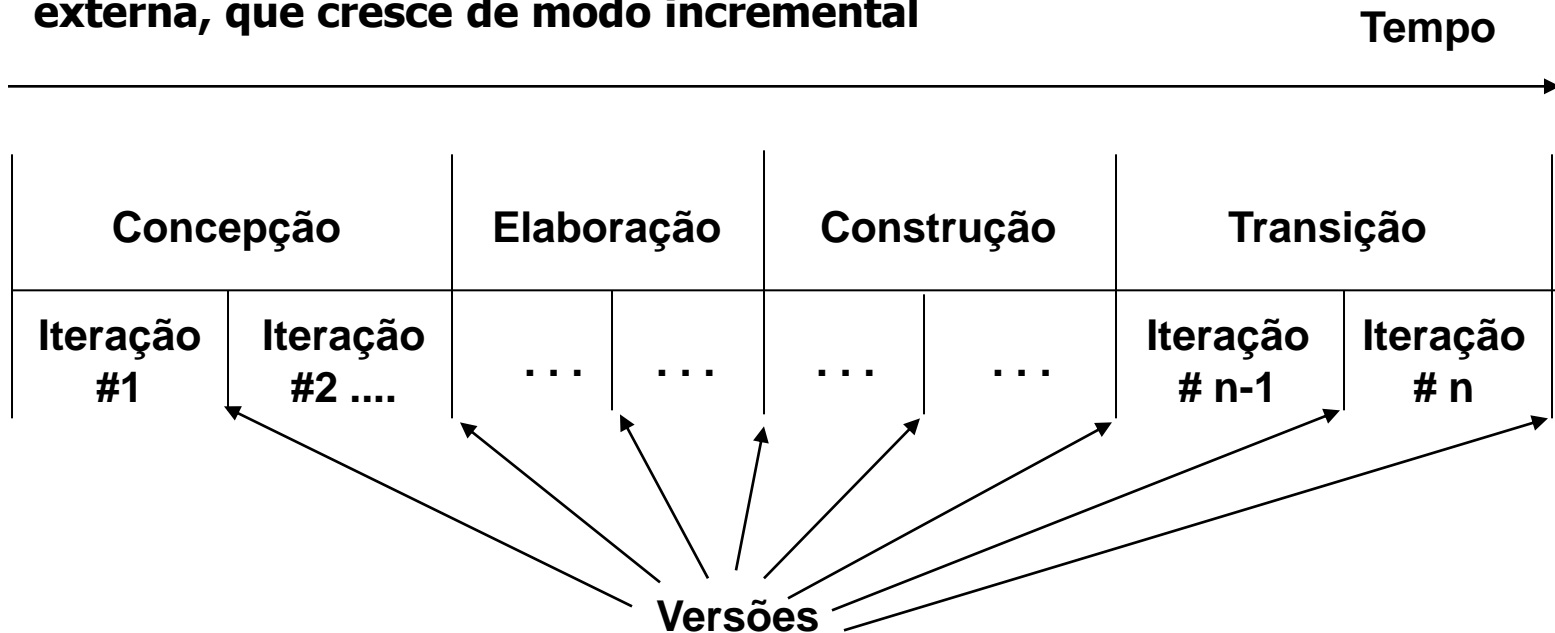 externa, que cresce de modo incremental
Tempo
Concepção Elaboração Construção Transição
Iteração Iteração Iteração Iteração
#1 #2 .... . . . . . . . . . . . . # n-1 # n
Versões